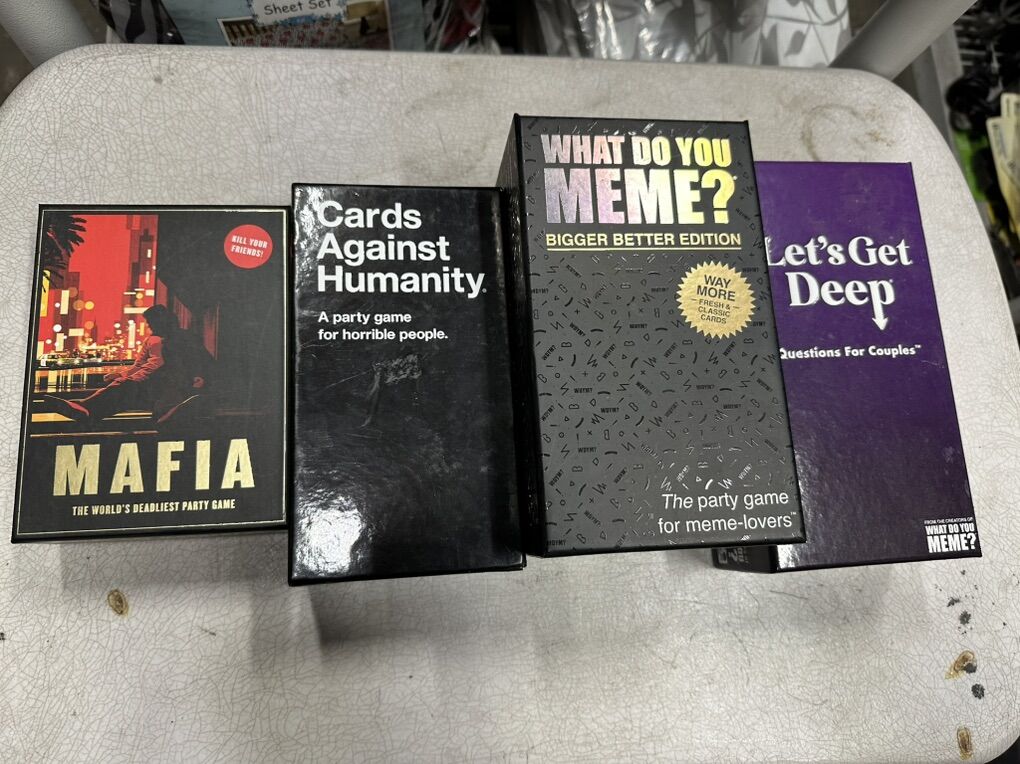 Sheet Set
KILL YOUR
FRIENDS!
MAFIA
THE WORLD'S DEADLIEST PARTY GAME
Cards
Against
Humanity.
A party game
for horrible people.
WHAT DO YOU
MEME?
BIGGER BETTER EDITION
WAY
MORE
FRESH &
CLASSIC
CARDS
The party game
for meme-lovers™
Let's Get
Deep
Questions For Couples™
FROM THE CREATORS OF
WHAT DO YOU
MEME?